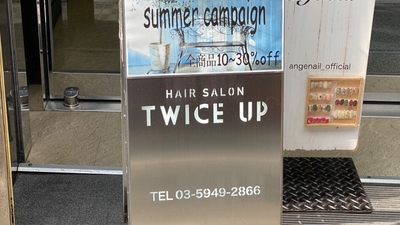 summer campaign
全商品10~30%off
HAIR SALON
TWICE UP
TEL 03-5949-2866
angenail_official